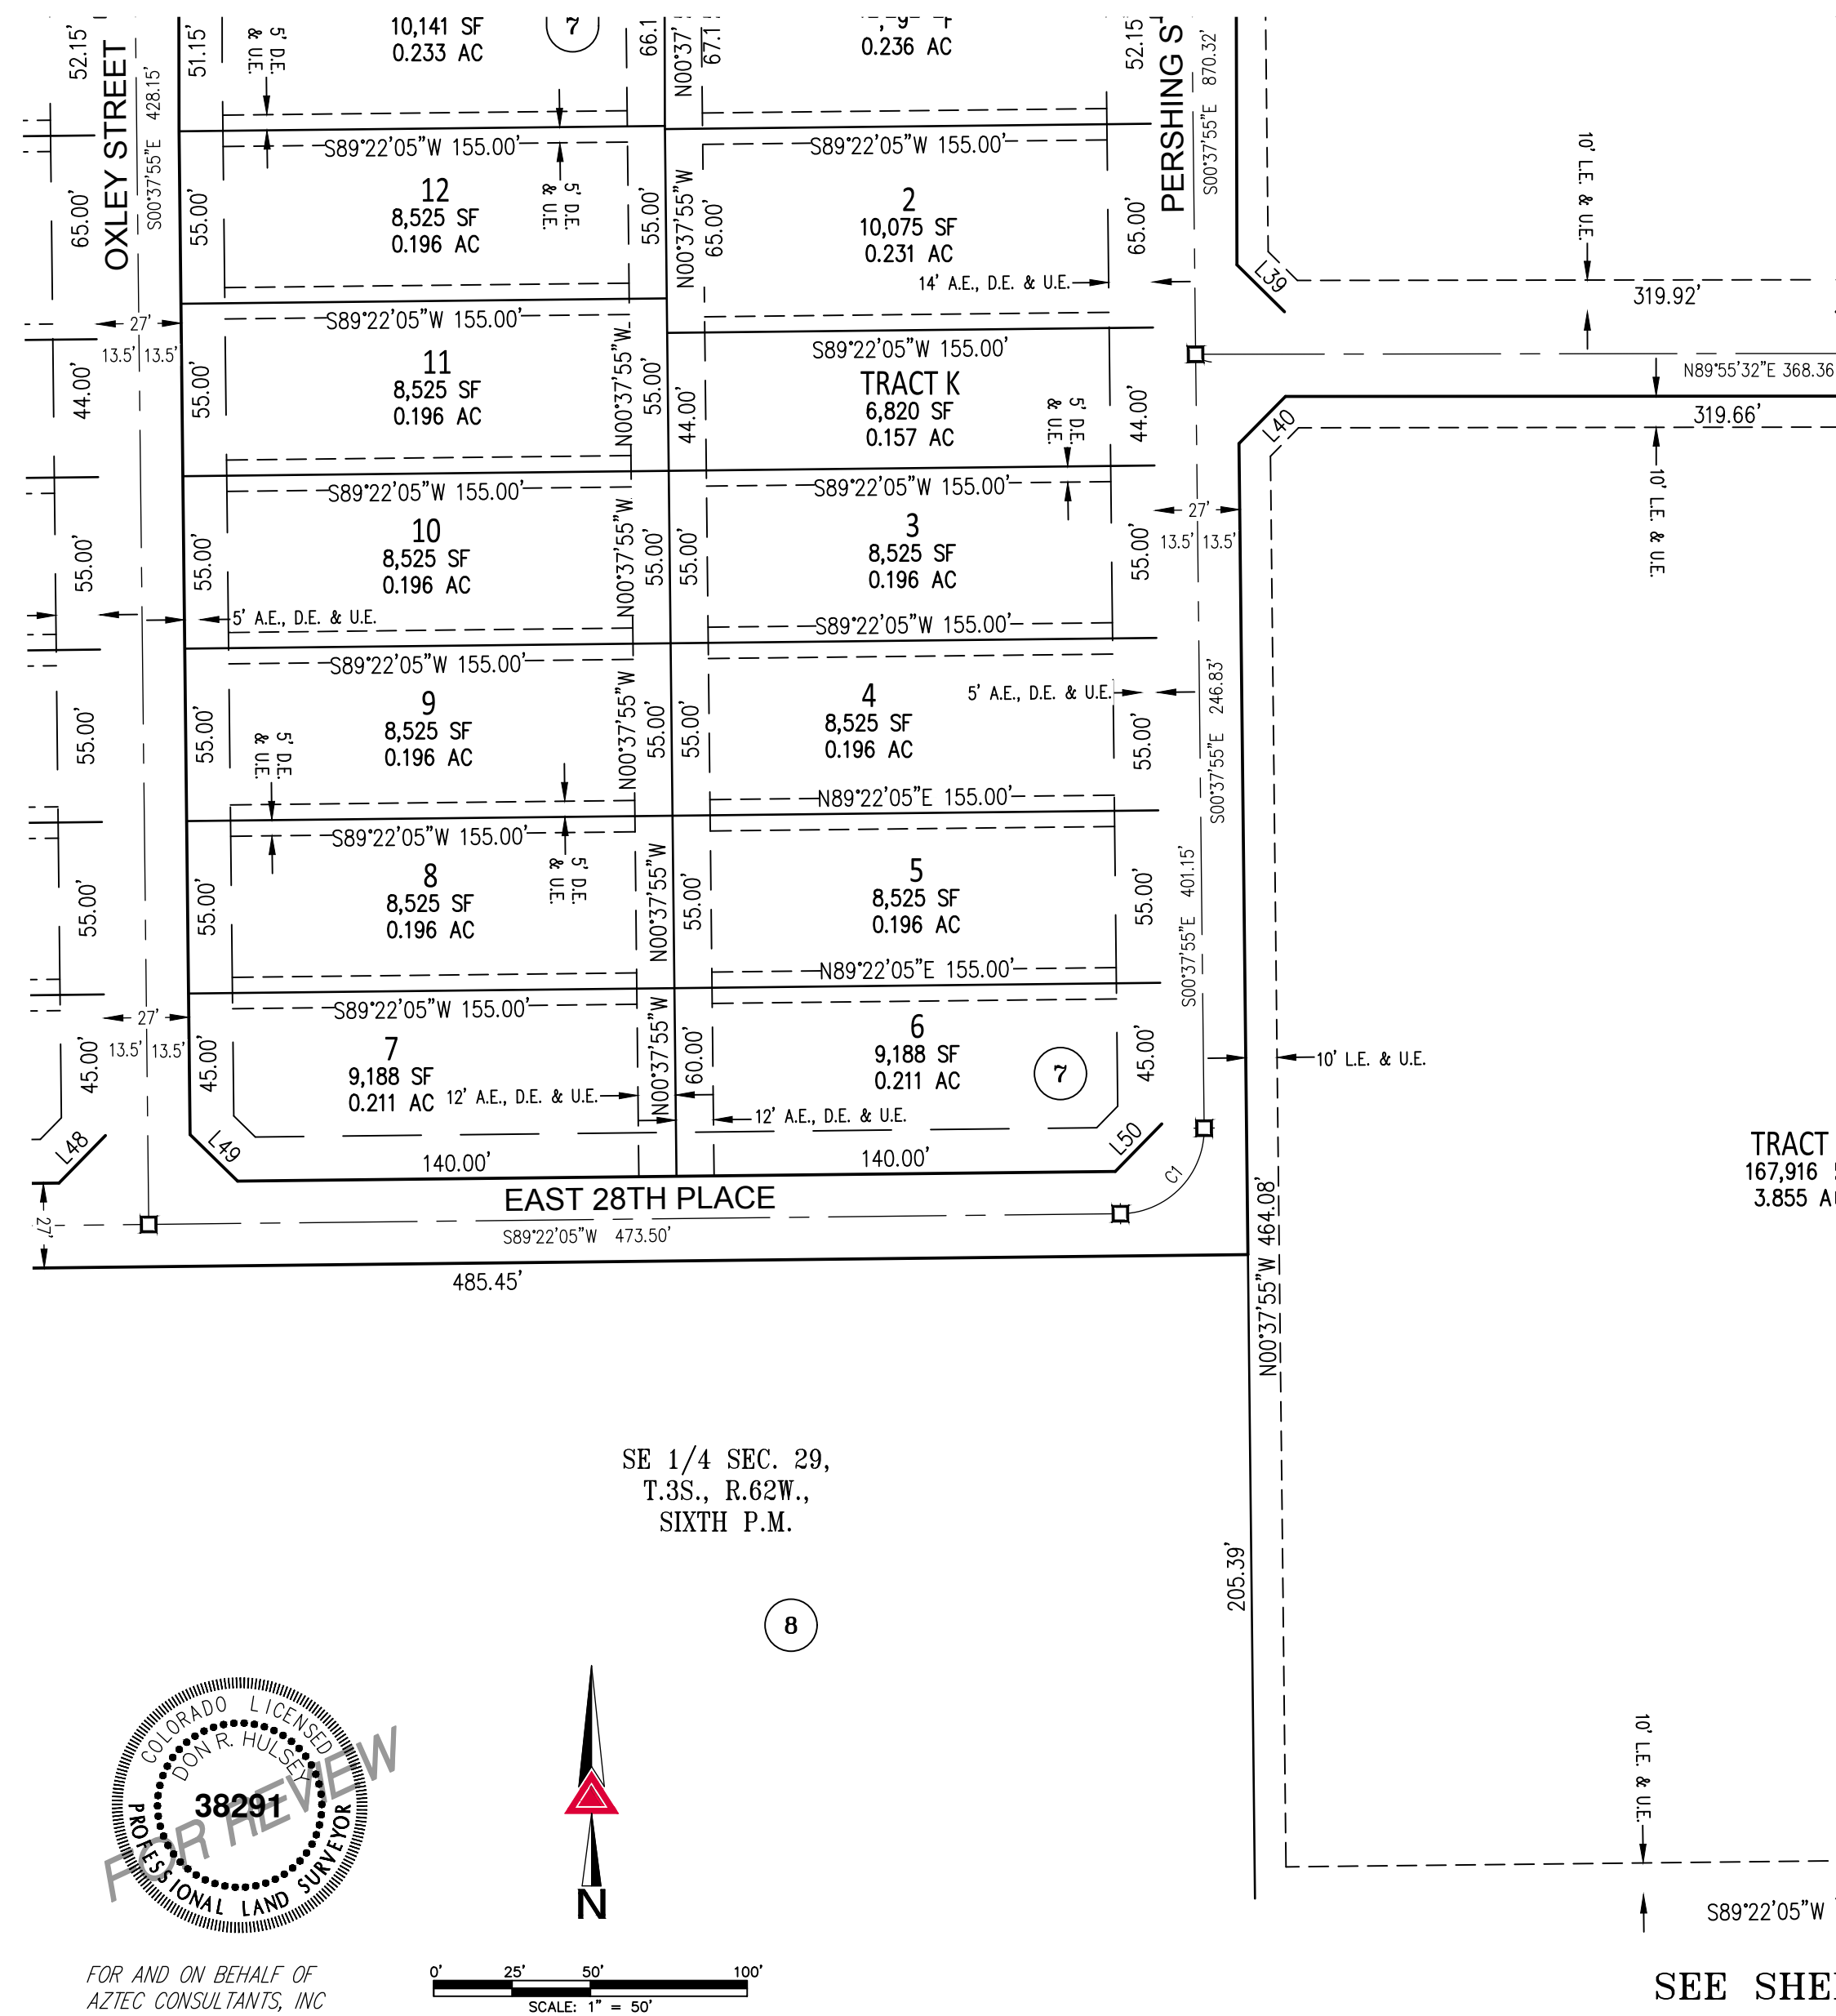 52.15'
OXLEY STREET
S00°37'55"E 428.15'
51.15'
5' D.E.
& U.E.
10,141 SF
0.233 AC
7
66.1
N00°37'
67.1
0.236 AC
52.15'
PERSHING S
S00°37'55"E 870.32'
S89°22'05"W 155.00'
S89°22'05"W 155.00'
65.00'
55.00'
12
8,525 SF
0.196 AC
5' D.E.
& U.E.
55.00'
N00°37'55"W
65.00'
2
10,075 SF
0.231 AC
65.00'
14' A.E., D.E. & U.E.
10' L.E. & U.E.
L39
319.92'
27'
13.5' 13.5'
S89°22'05"W 155.00'
S89°22'05"W 155.00'
N89°55'32"E 368.36
44.00'
55.00'
11
8,525 SF
0.196 AC
N00°37'55"W
55.00'
44.00'
TRACT K
6,820 SF
0.157 AC
5' D.E.
& U.E.
44.00'
L40
319.66'
10' L.E. & U.E.
S89°22'05"W 155.00'
S89°22'05"W 155.00'
27'
13.5' 13.5'
55.00'
55.00'
10
8,525 SF
0.196 AC
N00°37'55"W
55.00'
55.00'
3
8,525 SF
0.196 AC
55.00'
5' A.E., D.E. & U.E.
S89°22'05"W 155.00'
S89°22'05"W 155.00'
55.00'
55.00'
9
8,525 SF
0.196 AC
5' D.E.
& U.E.
N00°37'55"W
55.00'
55.00'
4
8,525 SF
0.196 AC
5' A.E., D.E. & U.E.
55.00'
S00°37'55"E 246.83'
N89°22'05"E 155.00'
S89°22'05"W 155.00'
55.00'
55.00'
8
8,525 SF
0.196 AC
5' D.E.
& U.E.
N00°37'55"W
55.00'
5
8,525 SF
0.196 AC
55.00'
S00°37'55"E 401.15'
N89°22'05"E 155.00'
S89°22'05"W 155.00'
27'
13.5' 13.5'
45.00'
45.00'
7
9,188 SF
0.211 AC
12' A.E., D.E. & U.E.
N00°37'55"W
60.00'
6
9,188 SF
0.211 AC
7
45.00'
12' A.E., D.E. & U.E.
10' L.E. & U.E.
L48
L49
140.00'
140.00'
L50
C1
TRACT
167,916
3.855 A
EAST 28TH PLACE
27'
S89°22'05"W 473.50'
485.45'
N00°37'55"W 464.08'
SE 1/4 SEC. 29,
T.3S., R.62W.,
SIXTH P.M.
8
205.39'
10' L.E. & U.E.
S89°22'05"W
COLORADO LICENSED
DON R. HULSEY
38291
PROFESSIONAL LAND SURVEYOR
FOR REVIEW
N
FOR AND ON BEHALF OF
AZTEC CONSULTANTS, INC
0' 25' 50' 100'
SCALE: 1" = 50'
SEE SHE